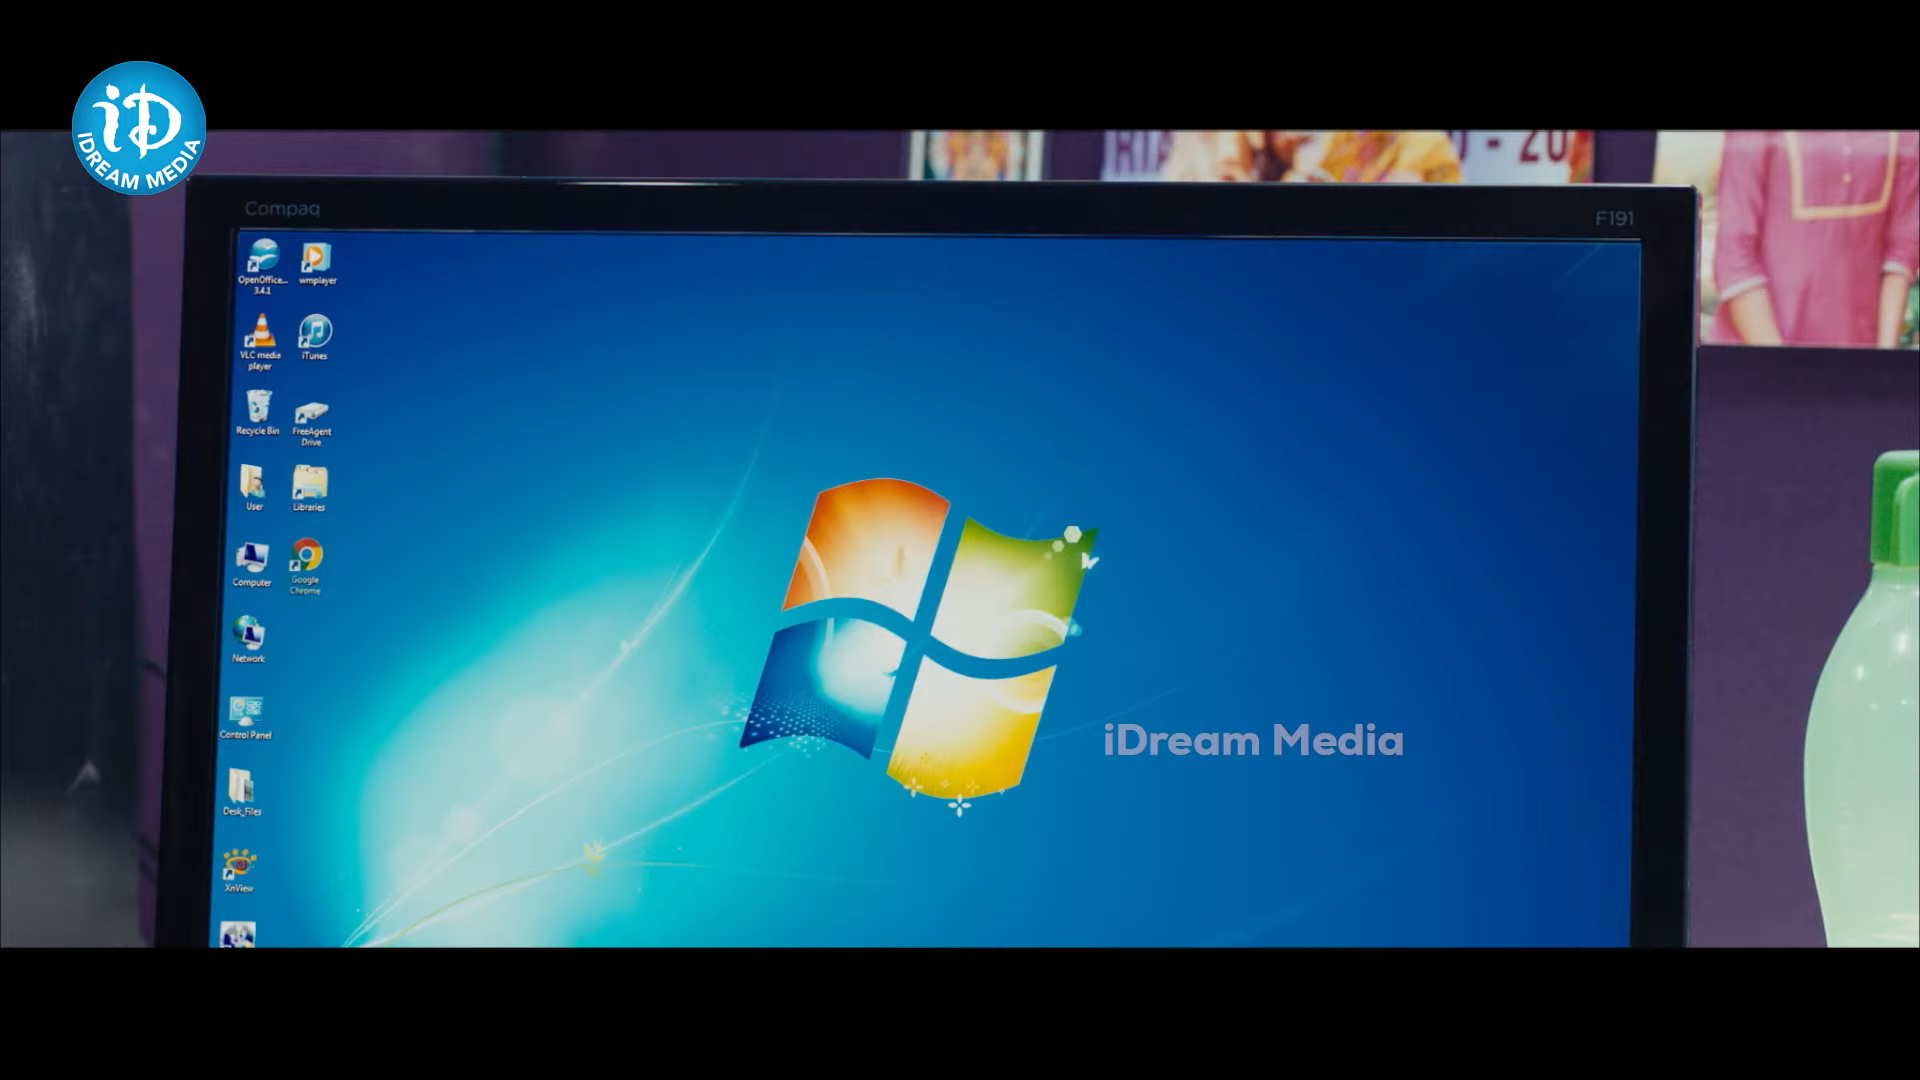 iD
IDREAM MEDIA
- 20
Compaq
F191
OpenOffice...
3.4.1
wmplayer
VLC media
player
iTunes
Recycle Bin
FreeAgent
Drive
User
Libraries
Computer
Google
Chrome
Network
Control Panel
iDream Media
Desk_Files
XnView